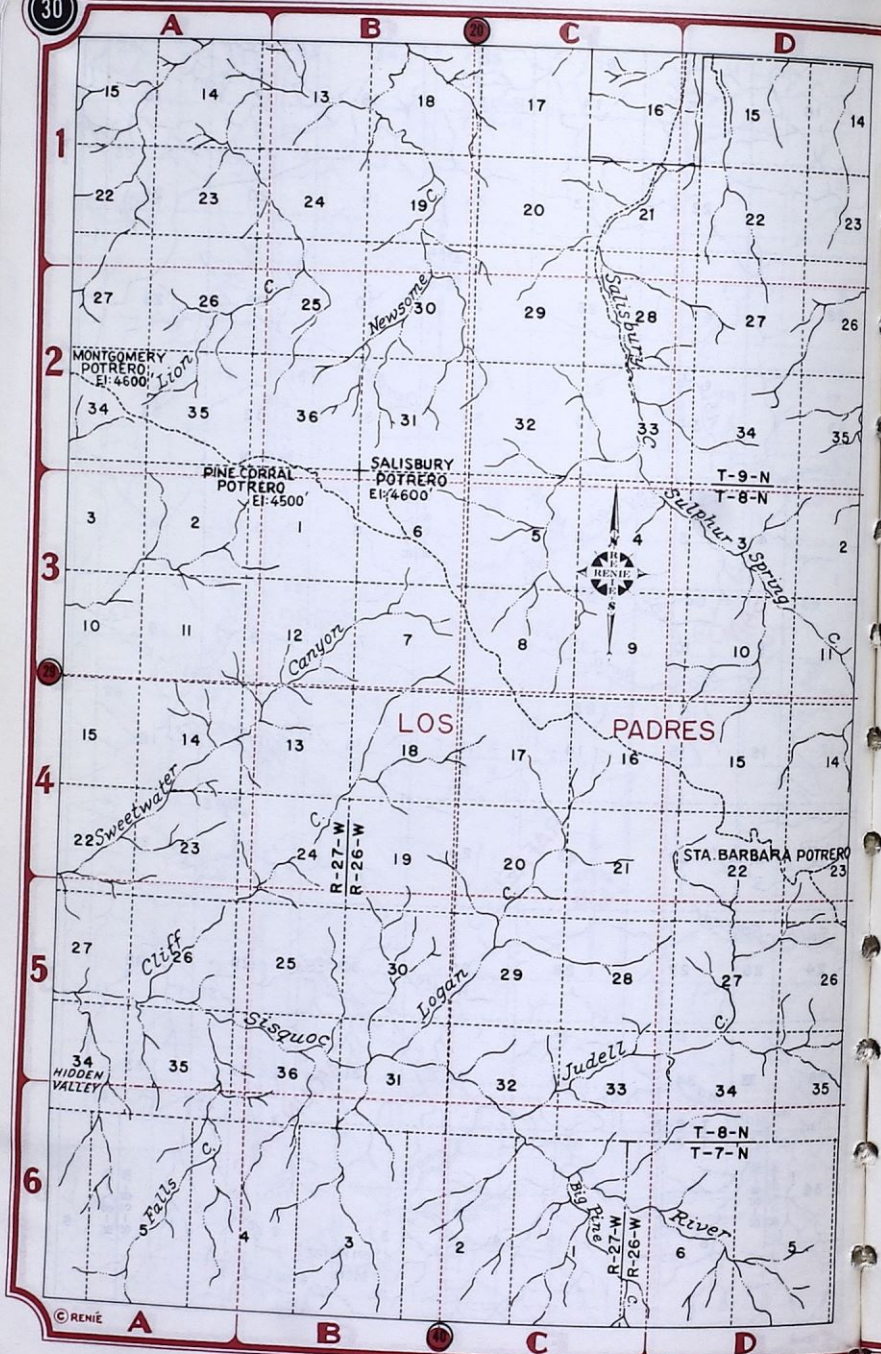 30
A B 20 C D
15 14 13 18 17 16 15 14
1
22 23 24 19 C 20 21 22 23
27 26 C 25 Newsome 30 29 Salisbury 28 27 26
2
MONTGOMERY
POTRERO
El:4600'
Lion
34 35 36 31 32 33 C 34 35
PINE CORRAL
POTRERO
El:4500'
SALISBURY
POTRERO
El:4600'
T-9-N
T-8-N
3 2 1 6 5 4 Sulphur 3 Spring 2
N
RENIE
S
3
10 11 12 Canyon 7 8 9 10 C. 11
29
LOS PADRES
15 14 13 18 17 16 15 14
4
22 Sweetwater 23 C. 24 19 20 21 22 23
R-27-W
R-26-W
STA. BARBARA POTRERO
C
27 Cliff 26 25 30 Logan 29 28 27 26
5
Sisquoc
C.
34 35 36 31 32 Judell 33 34 35
HIDDEN
VALLEY
T-8-N
T-7-N
6
C.
Falls
Big Pine
R-27-W
R-26-W
River
5 4 3 2 1 6 5
C.
© RENIÉ
A B 40 C D